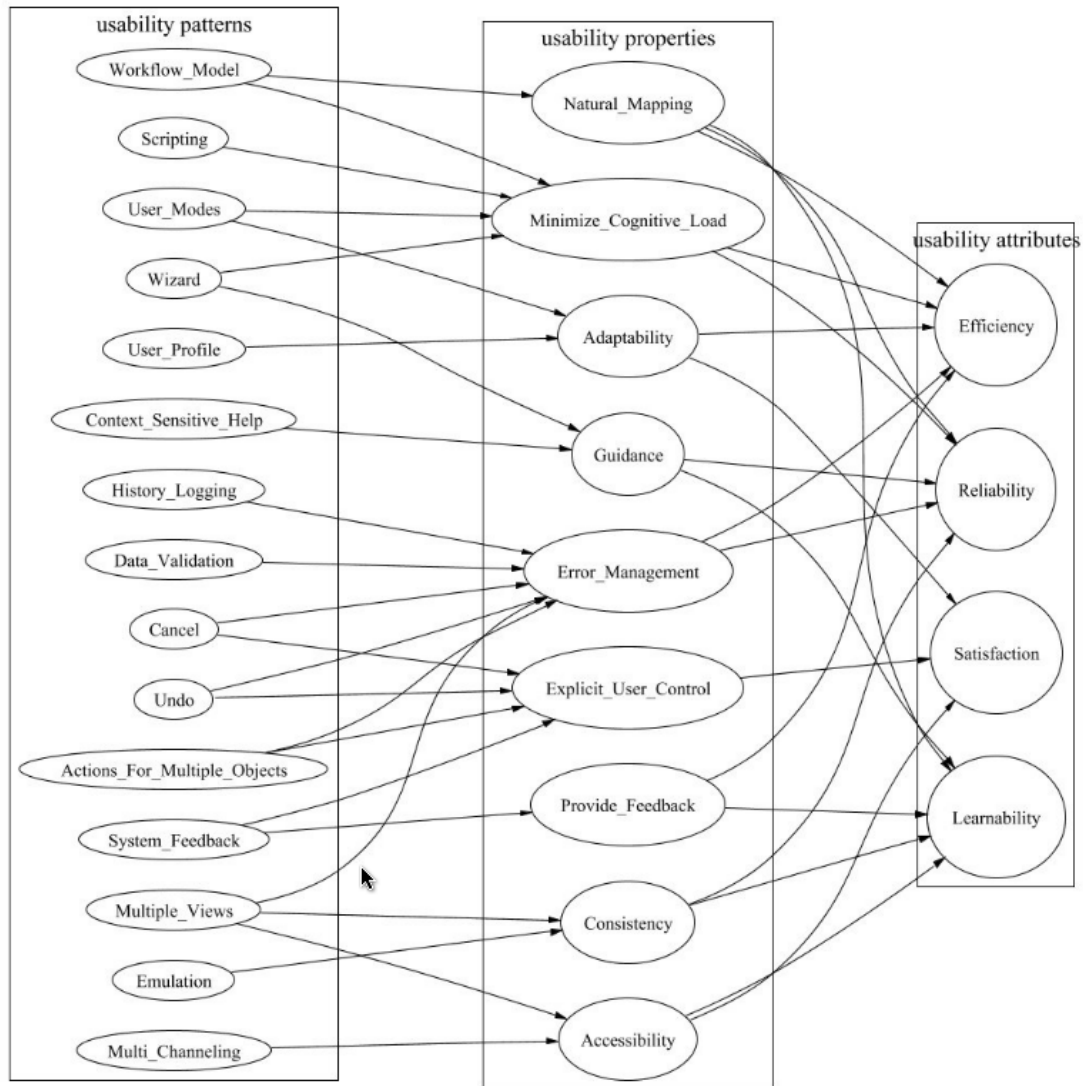 usability patterns
Workflow_Model
Scripting
User_Modes
Wizard
User_Profile
Context_Sensitive_Help
History_Logging
Data_Validation
Cancel
Undo
Actions_For_Multiple_Objects
System_Feedback
Multiple_Views
Emulation
Multi_Channeling
usability properties
Natural_Mapping
Minimize_Cognitive_Load
Adaptability
Guidance
Error_Management
Explicit_User_Control
Provide_Feedback
Consistency
Accessibility
usability attributes
Efficiency
Reliability
Satisfaction
Learnability